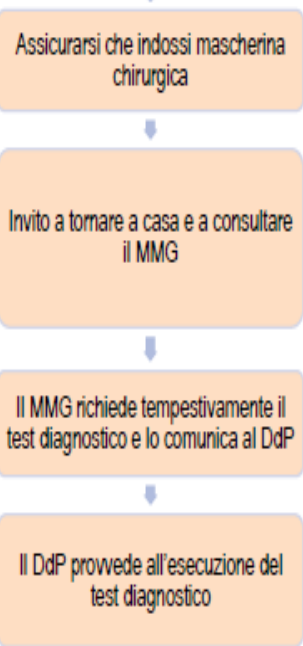 Assicurarsi che indossi mascherina
chirurgica
Invito a tornare a casa e a consultare
il MMG
Il MMG richiede tempestivamente il
test diagnostico e lo comunica al DdP
Il DdP provvede all'esecuzione del
test diagnostico